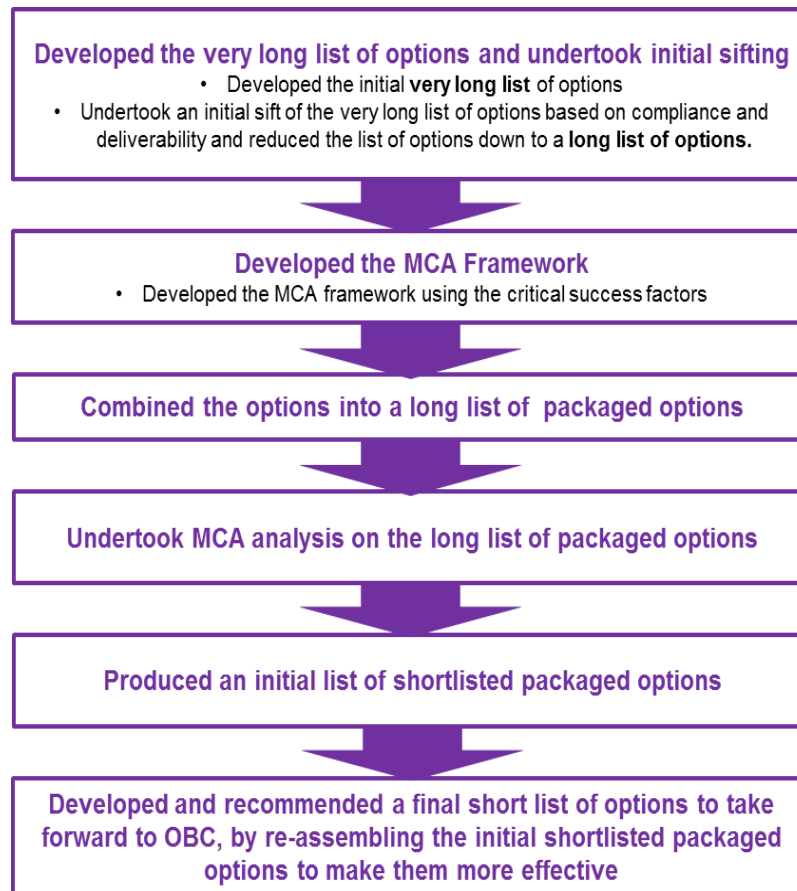 Developed the very long list of options and undertook initial sifting
• Developed the initial very long list of options
• Undertook an initial sift of the very long list of options based on compliance and
deliverability and reduced the list of options down to a long list of options.
Developed the MCA Framework
• Developed the MCA framework using the critical success factors
Combined the options into a long list of packaged options
Undertook MCA analysis on the long list of packaged options
Produced an initial list of shortlisted packaged options
Developed and recommended a final short list of options to take
forward to OBC, by re-assembling the initial shortlisted packaged
options to make them more effective